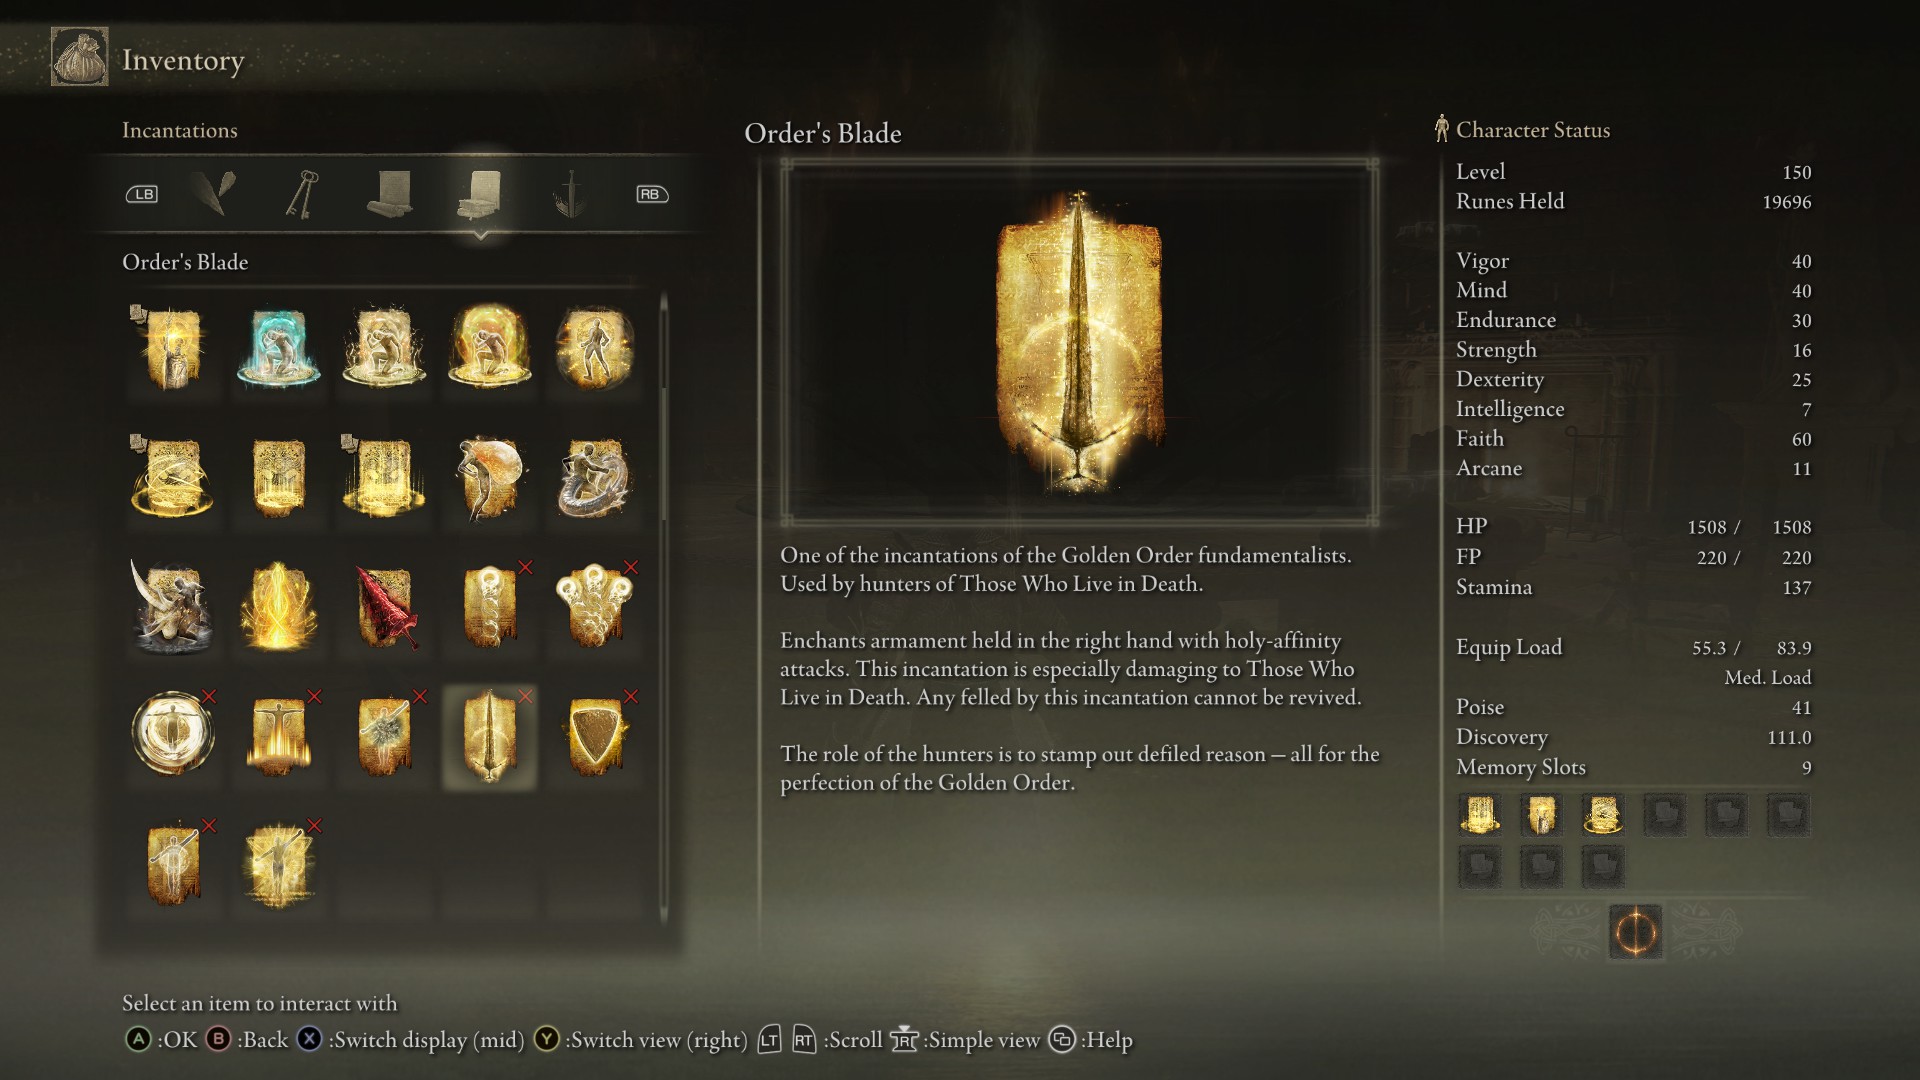 Inventory
Incantations
LB
RB
Order's Blade
Order's Blade
One of the incantations of the Golden Order fundamentalists.
Used by hunters of Those Who Live in Death.
Enchants armament held in the right hand with holy-affinity
attacks. This incantation is especially damaging to Those Who
Live in Death. Any felled by this incantation cannot be revived.
The role of the hunters is to stamp out defiled reason – all for the
perfection of the Golden Order.
Character Status
Level 150
Runes Held 19696
Vigor 40
Mind 40
Endurance 30
Strength 16
Dexterity 25
Intelligence 7
Faith 60
Arcane 11
HP 1508 / 1508
FP 220 / 220
Stamina 137
Equip Load 55.3 / 83.9
Med. Load
Poise 41
Discovery 111.0
Memory Slots 9
Select an item to interact with
A :OK B :Back X :Switch display (mid) Y :Switch view (right) LT RT :Scroll R :Simple view :Help